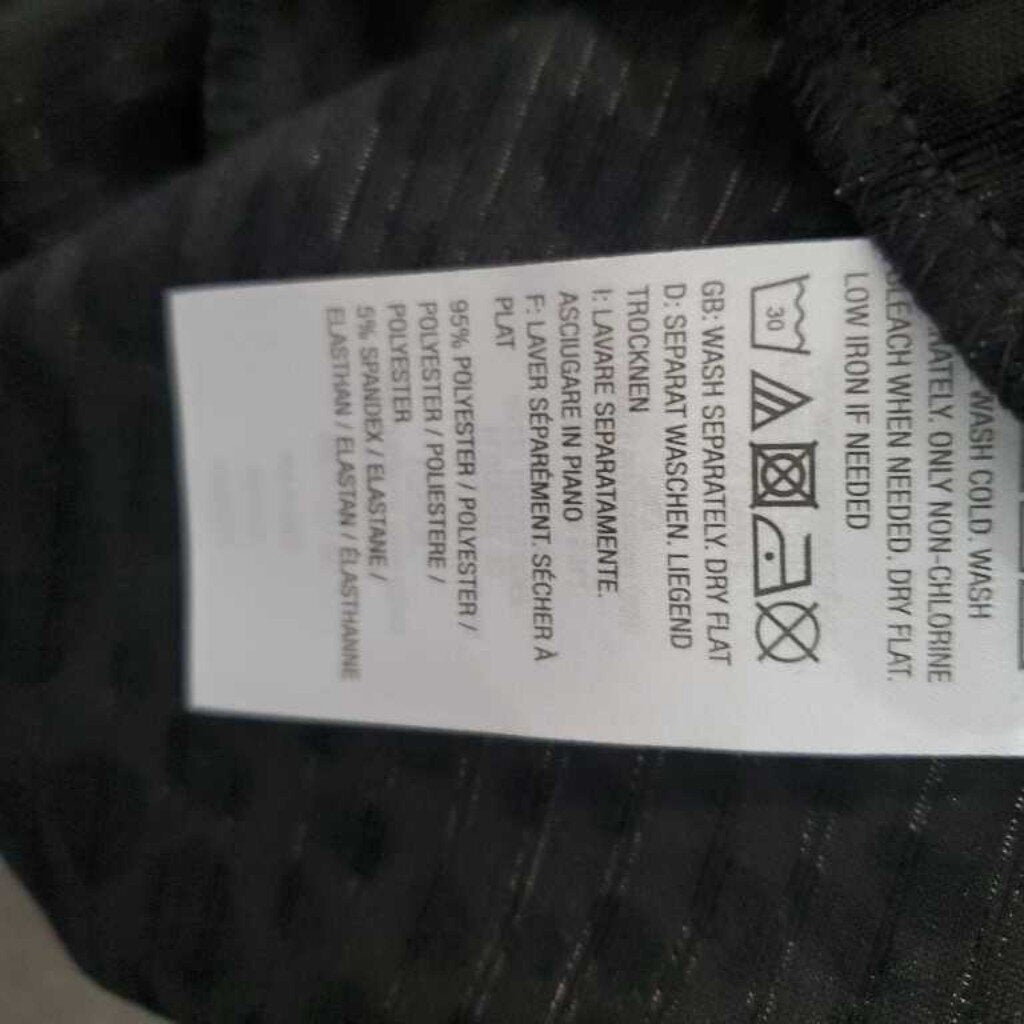 WASH COLD. WASH
ATELY. ONLY NON-CHLORINE
BLEACH WHEN NEEDED. DRY FLAT.
LOW IRON IF NEEDED
30
GB: WASH SEPARATELY. DRY FLAT
D: SEPARAT WASCHEN. LIEGEND
TROCKNEN
I: LAVARE SEPARATAMENTE.
ASCIUGARE IN PIANO
F: LAVER SÉPARÉMENT. SÉCHER À
PLAT
95% POLYESTER / POLYESTER /
POLYESTER / POLIESTERE /
POLYESTER
5% SPANDEX / ELASTANE /
ELASTHAN / ELASTAN / ÉLASTHANNE